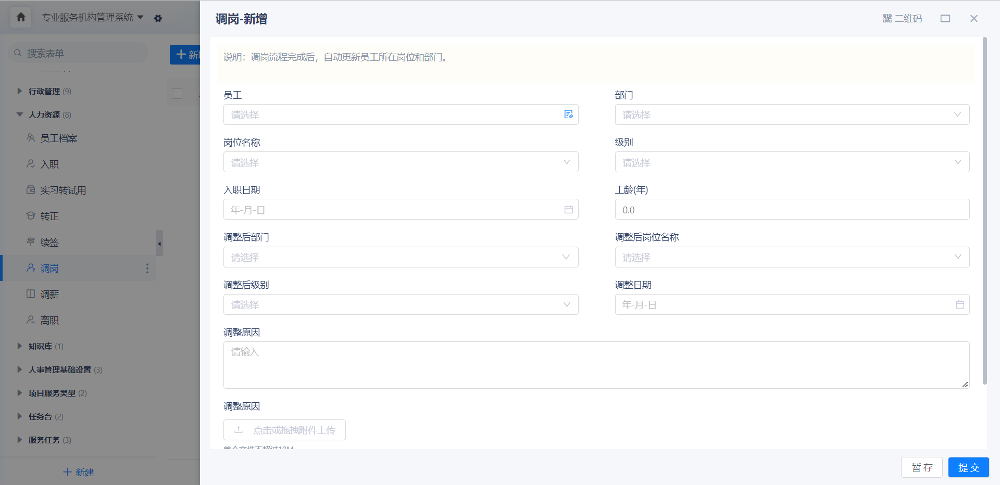 专业服务机构管理系统
搜索表单
行政管理 (9)
人力资源 (8)
员工档案
入职
实习转试用
转正
续签
调岗
调薪
离职
知识库 (1)
人事管理基础设置 (3)
项目服务类型 (2)
任务台 (2)
服务任务 (3)
新建
调岗-新增
二维码
说明：调岗流程完成后，自动更新员工所在岗位和部门。
员工
部门
请选择
请选择
岗位名称
级别
请选择
请选择
入职日期
工龄(年)
年-月-日
0.0
调整后部门
调整后岗位名称
请选择
请选择
调整后级别
调整日期
请选择
年-月-日
调整原因
请输入
调整原因
点击或拖拽附件上传
单个文件不超过10M
暂存
提交